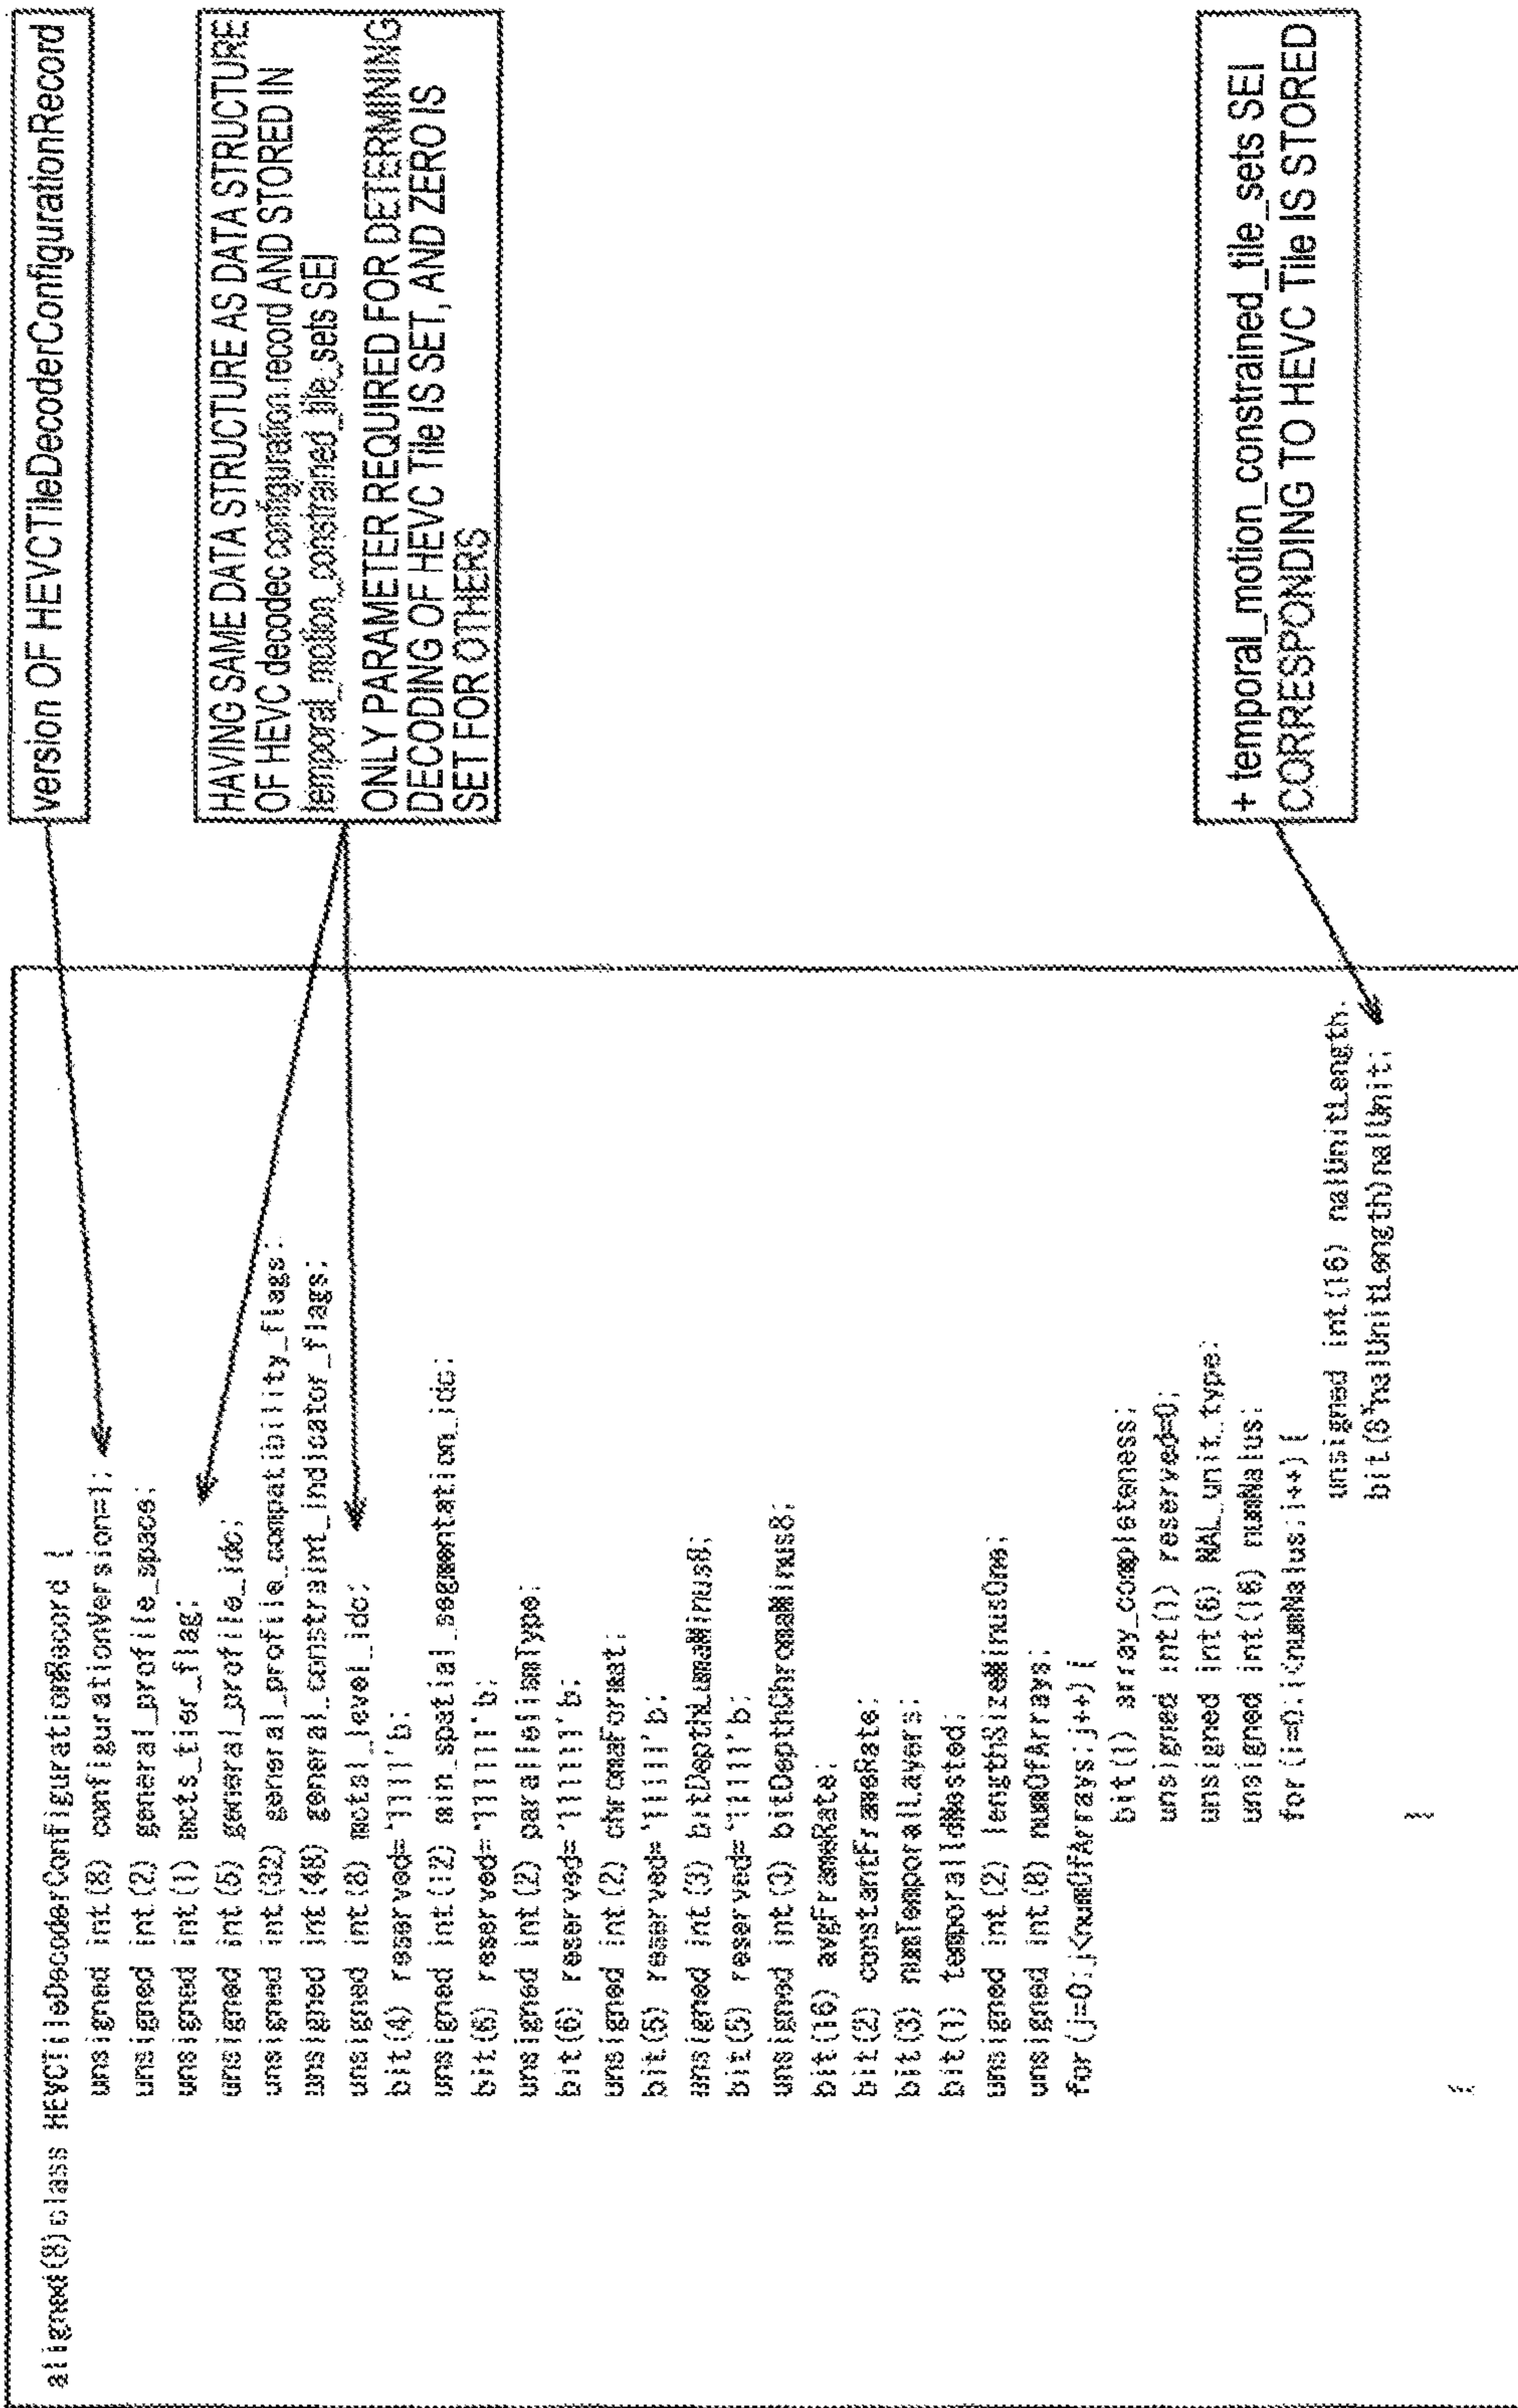 aligned(8)class HEVCTileDecoderConfigurationRecord {
unsigned int(8) configurationVersion=1;
unsigned int(2) general_profile_space;
unsigned int(1) mcts_tier_flag;
unsigned int(5) general_profile_idc;
unsigned int(32) general_profile_compatibility_flags;
unsigned int(48) general_constraint_indicator_flags;
unsigned int(8) mctsl_level_idc;
bit(4) reserved='1111'b;
unsigned int(12) min_spatial_segmentation_idc;
bit(6) reserved='111111'b;
unsigned int(2) parallelismType;
bit(6) reserved='111111'b;
unsigned int(2) chromaFormat;
bit(5) reserved='11111'b;
unsigned int(3) bitDepthLumaMinus8;
bit(5) reserved='11111'b;
unsigned int(3) bitDepthChromaMinus8;
bit(16) avgFrameRate;
bit(2) constantFrameRate;
bit(3) numTemporalLayers;
bit(1) temporalIdNested;
unsigned int(2) lengthSizeMinusOne;
unsigned int(8) numOfArrays;
for(j=0;j<numOfArrays;j++){
bit(1) array_completeness;
unsigned int(1) reserved=0;
unsigned int(6) NAL_unit_type;
unsigned int(16) numNalus;
for(i=0;i<numNalus;i++){
unsigned int(16) nalUnitLength.
bit(8*nalUnitLength)nalUnit;
}
}
version OF HEVCTileDecoderConfigurationRecord
HAVING SAME DATA STRUCTURE AS DATA STRUCTURE
OF HEVC decodec configuration record AND STORED IN
temporal_motion_constrained_tile_sets SEI
ONLY PARAMETER REQUIRED FOR DETERMINING
DECODING OF HEVC Tile IS SET, AND ZERO IS
SET FOR OTHERS
+ temporal_motion_constrained_tile_sets SEI
CORRESPONDING TO HEVC Tile IS STORED